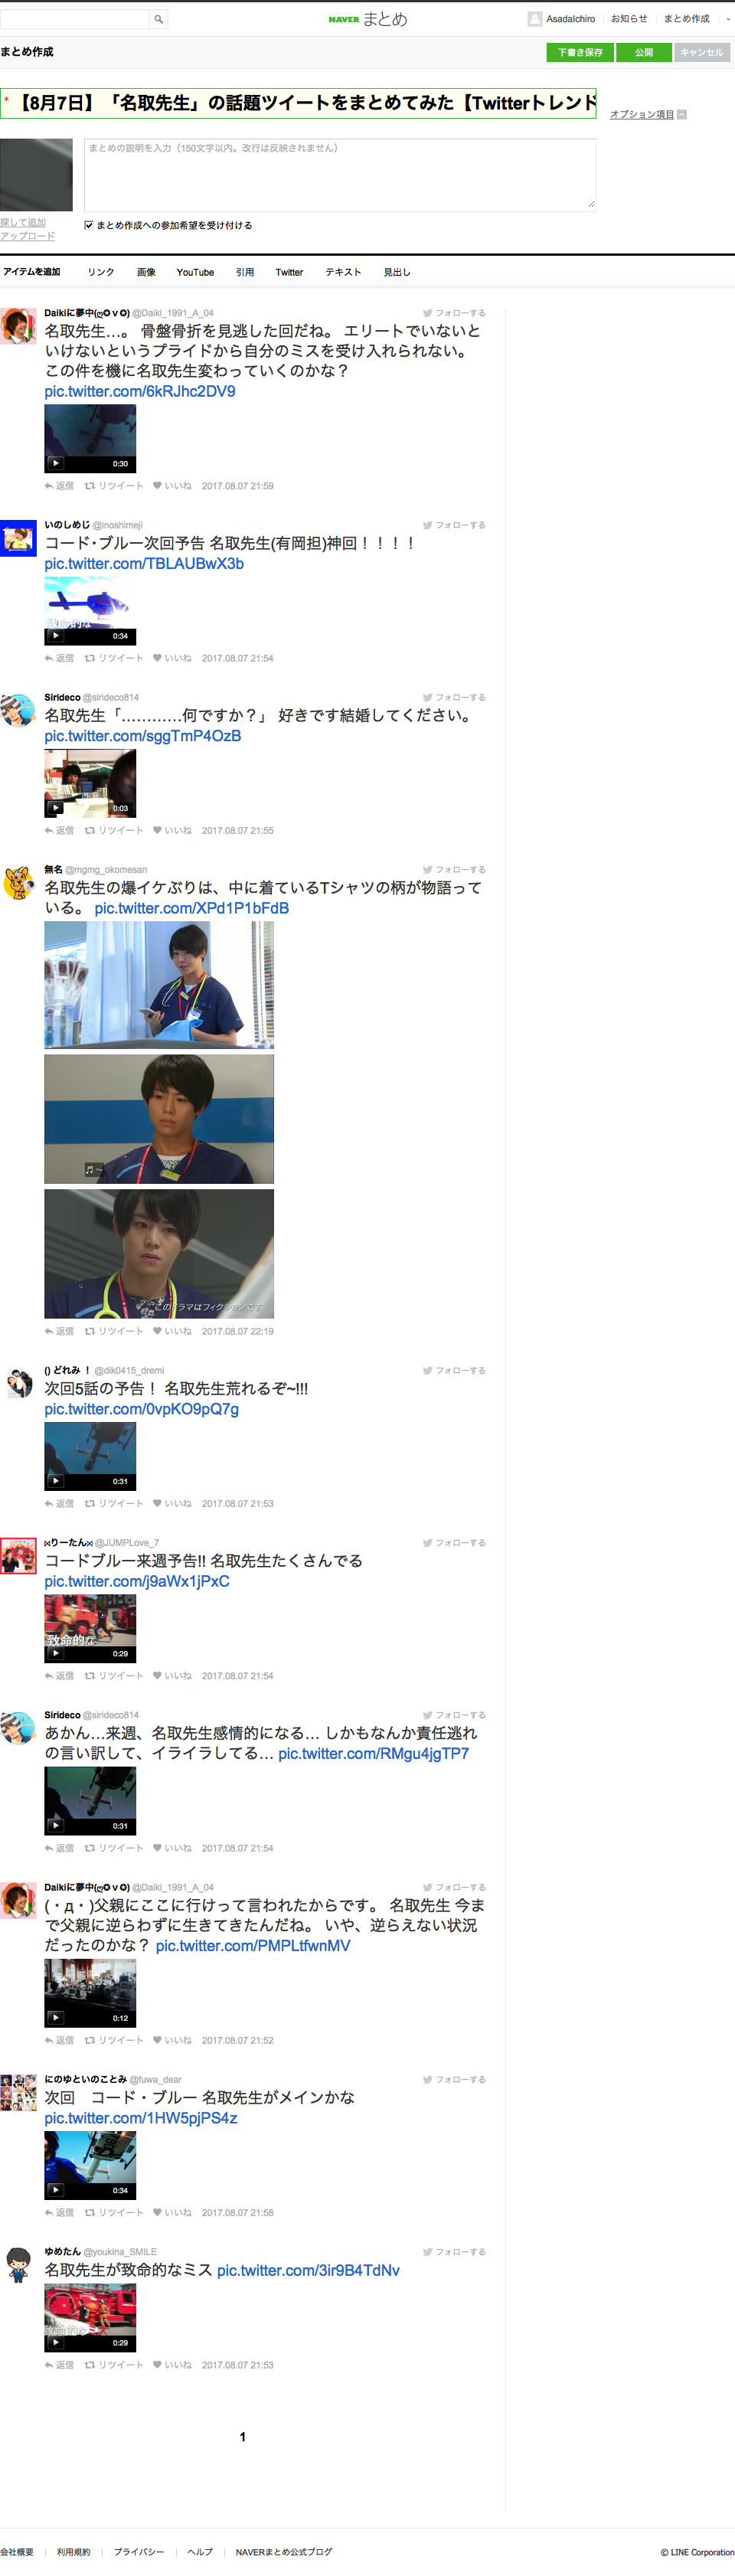 NAVER まとめ
AsadaIchiro お知らせ まとめ作成
まとめ作成
下書き保存 公開 キャンセル
* 【8月7日】「名取先生」の話題ツイートをまとめてみた【Twitterトレンド
オプション項目
まとめの説明を入力（150文字以内。改行は反映されません）
探して追加
アップロード
まとめ作成への参加希望を受け付ける
アイテムを追加 リンク 画像 YouTube 引用 Twitter テキスト 見出し
Daikiに夢中(ღ✪v✪) @Daiki_1991_A_04 フォローする
名取先生…。 骨盤骨折を見逃した回だね。 エリートでいないと
いけないというプライドから自分のミスを受け入れられない。
この件を機に名取先生変わっていくのかな？
pic.twitter.com/6kRJhc2DV9
0:30
返信 リツイート いいね 2017.08.07 21:59
いのしめじ @inoshimeji フォローする
コード･ブルー次回予告 名取先生(有岡担)神回！！！！
pic.twitter.com/TBLAUBwX3b
致命的な
0:34
返信 リツイート いいね 2017.08.07 21:54
Sirideco @sirideco814 フォローする
名取先生「…………何ですか？」 好きです結婚してください。
pic.twitter.com/sggTmP4OzB
0:03
返信 リツイート いいね 2017.08.07 21:55
無名 @mgmg_okomesan フォローする
名取先生の爆イケぶりは、中に着ているTシャツの柄が物語って
いる。 pic.twitter.com/XPd1P1bFdB
♫～
このドラマはフィクションです
返信 リツイート いいね 2017.08.07 22:19
() どれみ ！ @dik0415_dremi フォローする
次回5話の予告！ 名取先生荒れるぞ~!!!
pic.twitter.com/0vpKO9pQ7g
0:31
返信 リツイート いいね 2017.08.07 21:53
⋈りーたん⋈ @JUMPLove_7 フォローする
コードブルー来週予告!! 名取先生たくさんでる
pic.twitter.com/j9aWx1jPxC
致命的な
0:29
返信 リツイート いいね 2017.08.07 21:54
Sirideco @sirideco814 フォローする
あかん…来週、名取先生感情的になる… しかもなんか責任逃れ
の言い訳して、イライラしてる… pic.twitter.com/RMgu4jgTP7
0:31
返信 リツイート いいね 2017.08.07 21:54
Daikiに夢中(ღ✪v✪) @Daiki_1991_A_04 フォローする
(・д・)父親にここに行けって言われたからです。 名取先生 今ま
で父親に逆らわずに生きてきたんだね。 いや、逆らえない状況
だったのかな？ pic.twitter.com/PMPLtfwnMV
0:12
返信 リツイート いいね 2017.08.07 21:52
にのゆといのことみ @fuwa_dear フォローする
次回　コード・ブルー 名取先生がメインかな
pic.twitter.com/1HW5pjPS4z
0:34
返信 リツイート いいね 2017.08.07 21:58
ゆめたん @youkina_SMILE フォローする
名取先生が致命的なミス pic.twitter.com/3ir9B4TdNv
致命的なミス
0:29
返信 リツイート いいね 2017.08.07 21:53
1
会社概要 利用規約 プライバシー ヘルプ NAVERまとめ公式ブログ
© LINE Corporation